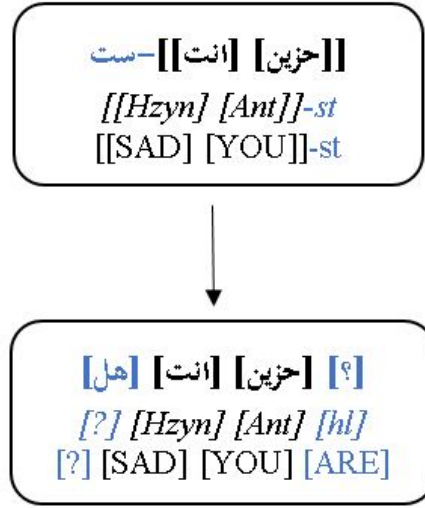 [[حزين] [انت]]–ست
[[Hzyn] [Ant]]-st
[[SAD] [YOU]]-st
[؟] [حزين] [انت] [هل]
[?] [Hzyn] [Ant] [hl]
[?] [SAD] [YOU] [ARE]